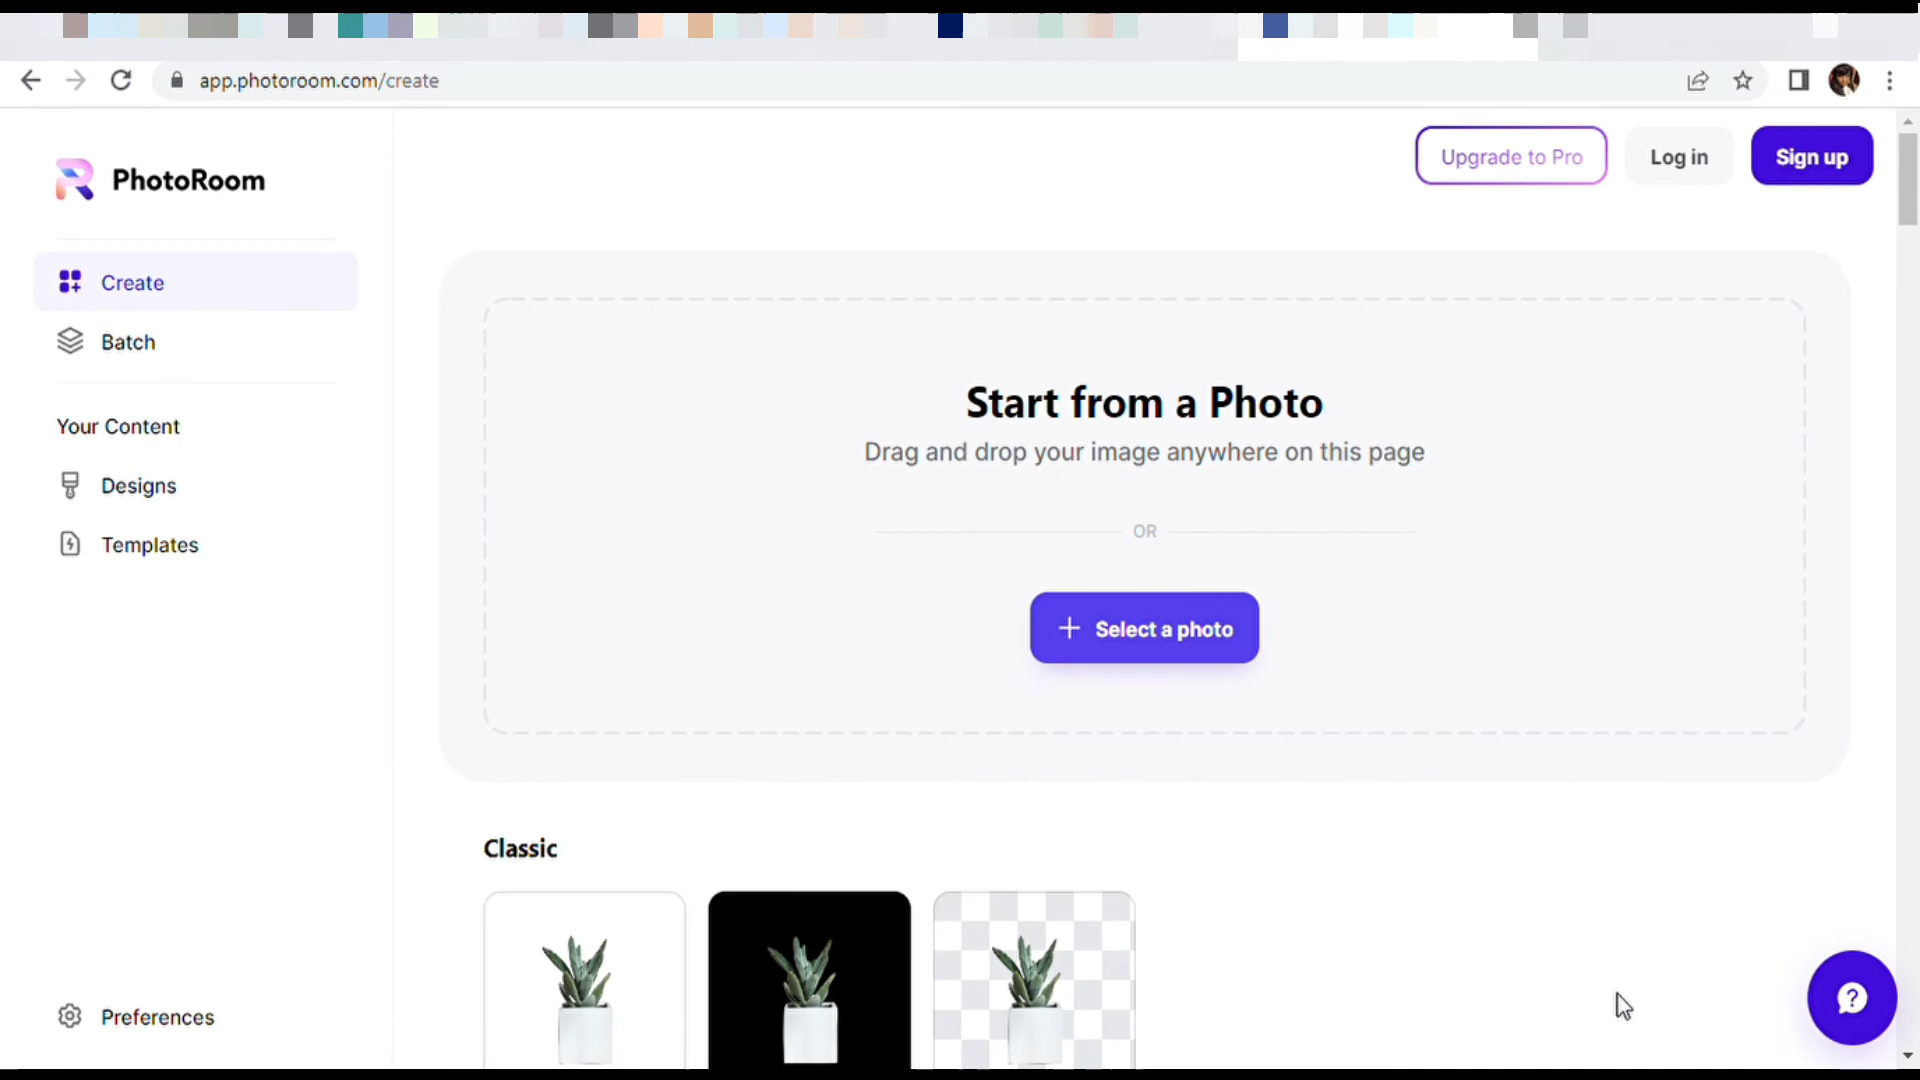 app.photoroom.com/create
PhotoRoom
Upgrade to Pro
Log in
Sign up
Create
Batch
Your Content
Designs
Templates
Preferences
Start from a Photo
Drag and drop your image anywhere on this page
OR
Select a photo
Classic